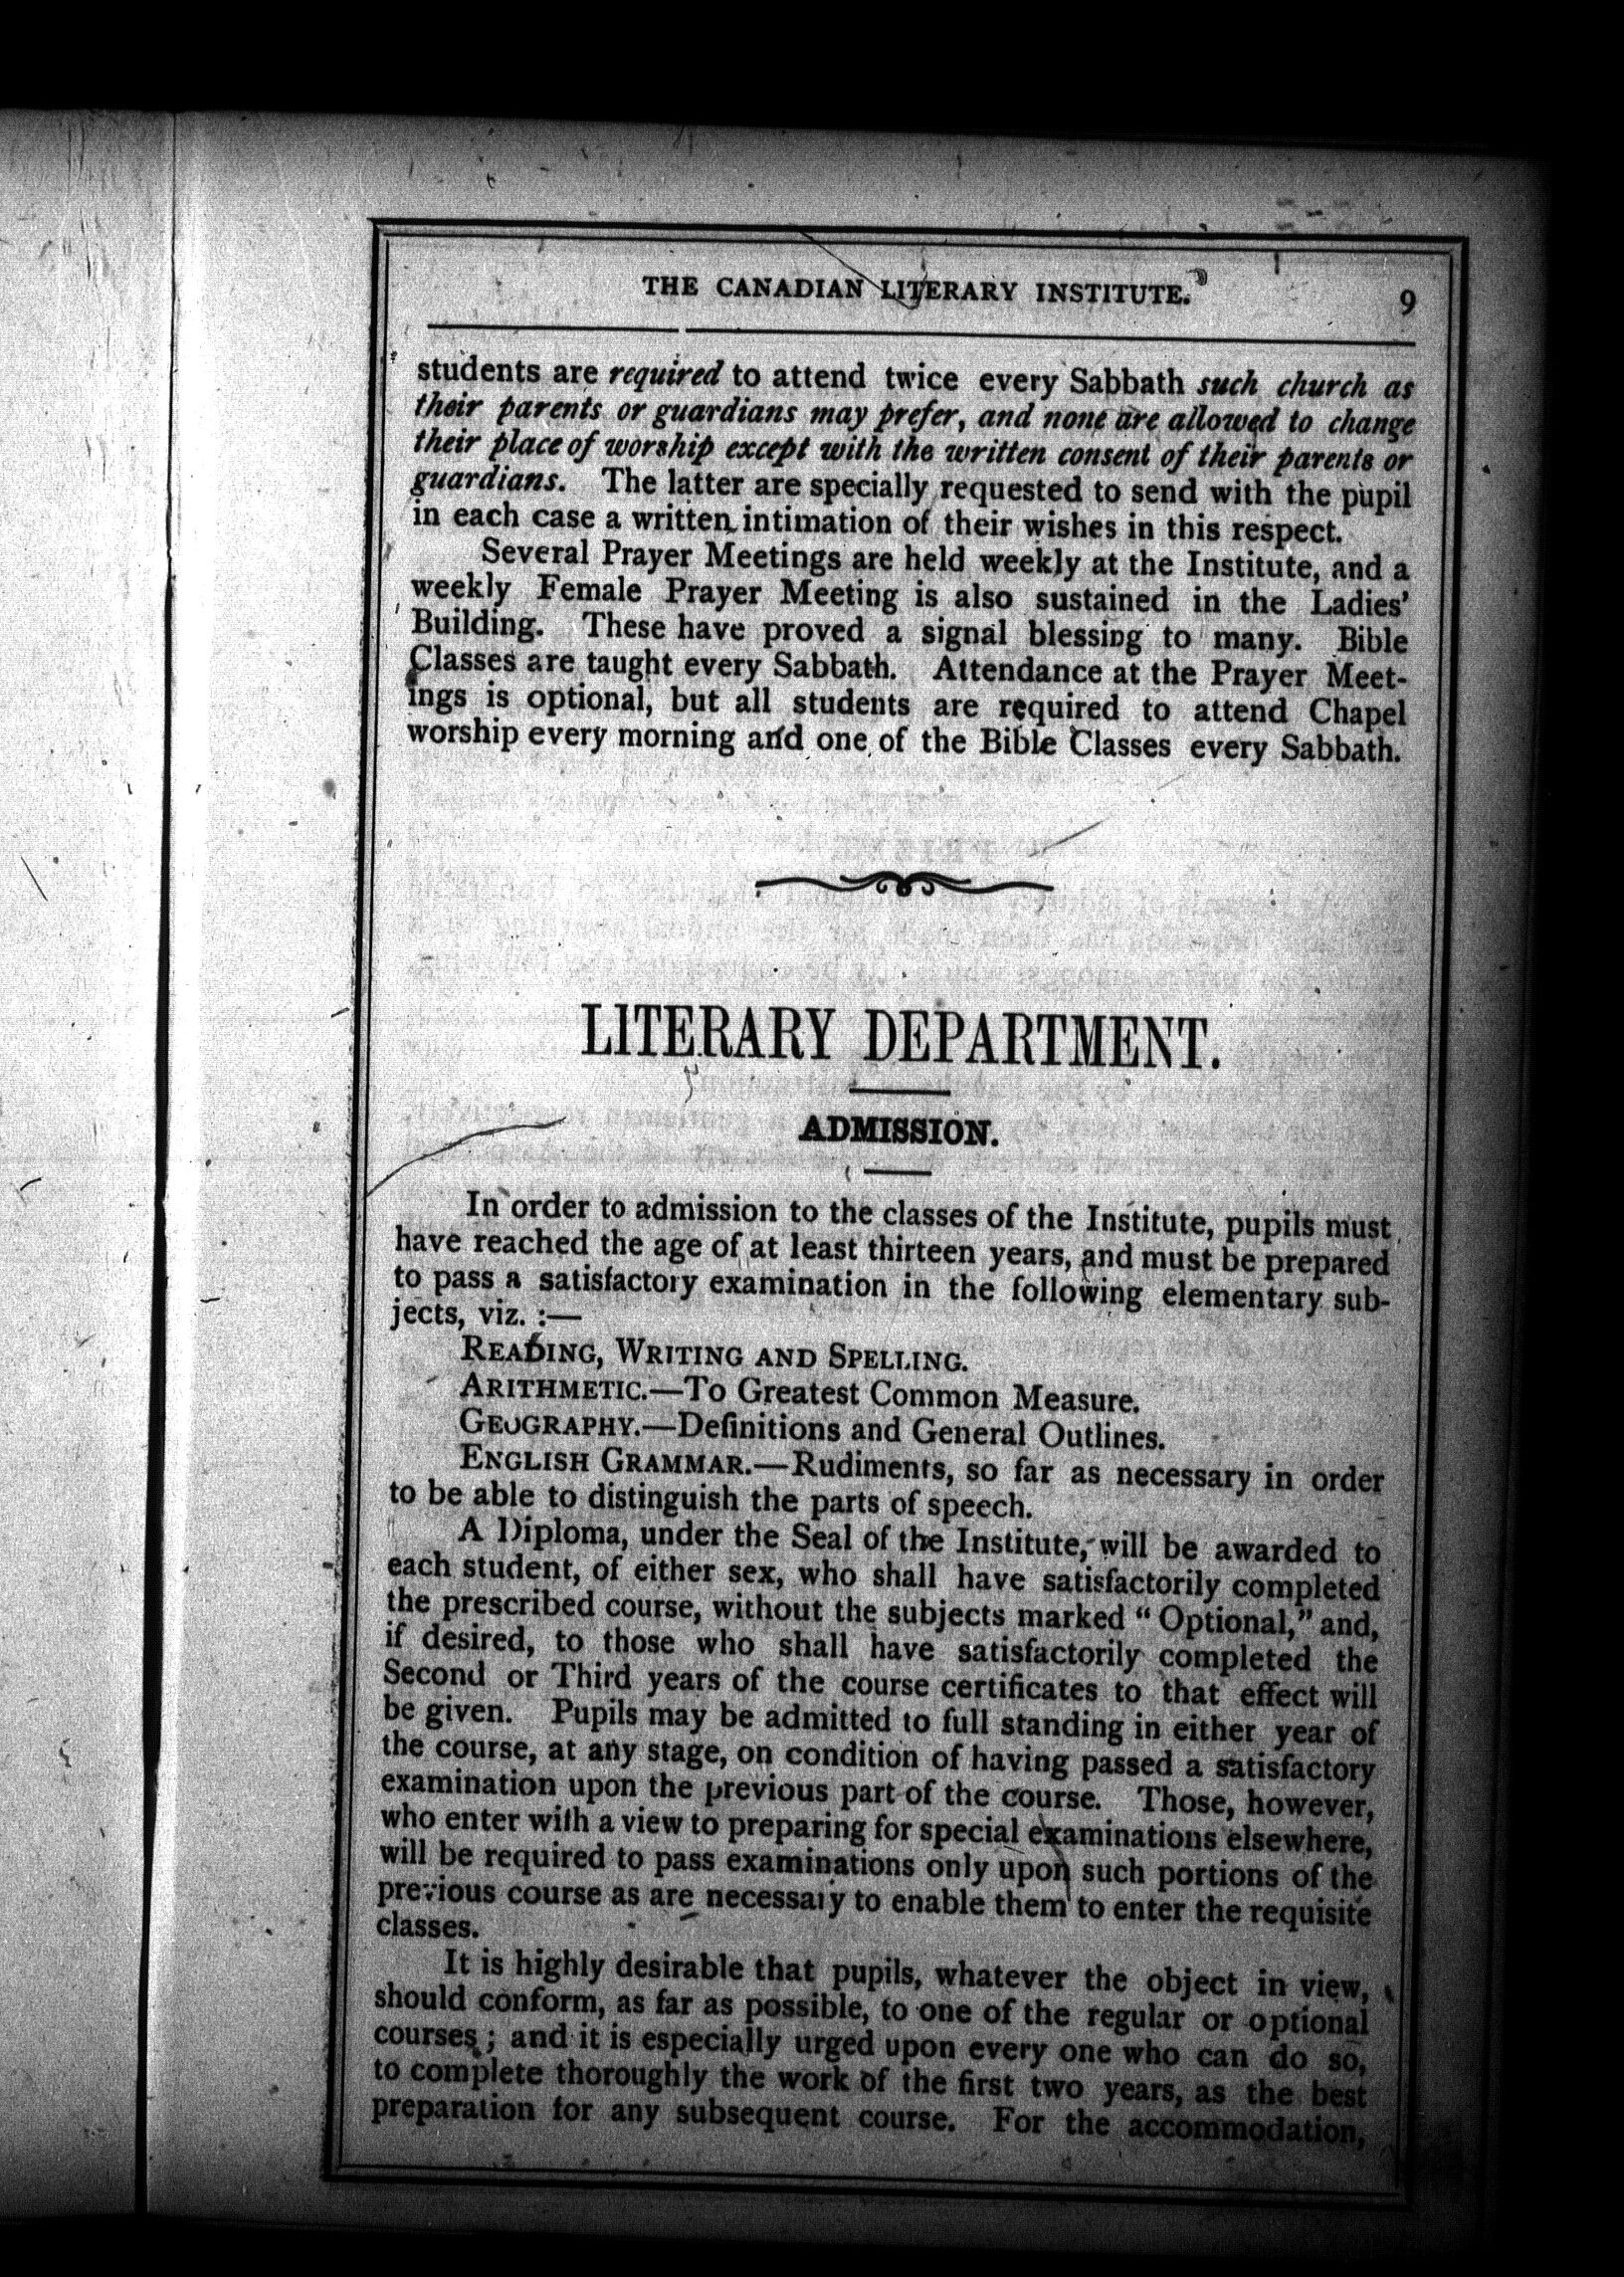 THE CANADIAN LITERARY INSTITUTE. 9
students are required to attend twice every Sabbath such church as
their parents or guardians may prefer, and none are allowed to change
their place of worship except with the written consent of their parents or
guardians. The latter are specially requested to send with the pupil
in each case a written intimation of their wishes in this respect.
Several Prayer Meetings are held weekly at the Institute, and a
weekly Female Prayer Meeting is also sustained in the Ladies'
Building. These have proved a signal blessing to many. Bible
Classes are taught every Sabbath. Attendance at the Prayer Meet-
ings is optional, but all students are required to attend Chapel
worship every morning and one of the Bible Classes every Sabbath.
LITERARY DEPARTMENT.
ADMISSION.
In order to admission to the classes of the Institute, pupils must
have reached the age of at least thirteen years, and must be prepared
to pass a satisfactory examination in the following elementary sub-
jects, viz. :—
READING, WRITING AND SPELLING.
ARITHMETIC.—To Greatest Common Measure.
GEOGRAPHY.—Definitions and General Outlines.
ENGLISH GRAMMAR.—Rudiments, so far as necessary in order
to be able to distinguish the parts of speech.
A Diploma, under the Seal of the Institute, will be awarded to
each student, of either sex, who shall have satisfactorily completed
the prescribed course, without the subjects marked "Optional," and,
if desired, to those who shall have satisfactorily completed the
Second or Third years of the course certificates to that effect will
be given. Pupils may be admitted to full standing in either year of
the course, at any stage, on condition of having passed a satisfactory
examination upon the previous part of the course. Those, however,
who enter with a view to preparing for special examinations elsewhere,
will be required to pass examinations only upon such portions of the
previous course as are necessary to enable them to enter the requisite
classes.
It is highly desirable that pupils, whatever the object in view,
should conform, as far as possible, to one of the regular or optional
courses; and it is especially urged upon every one who can do so,
to complete thoroughly the work of the first two years, as the best
preparation for any subsequent course. For the accommodation,